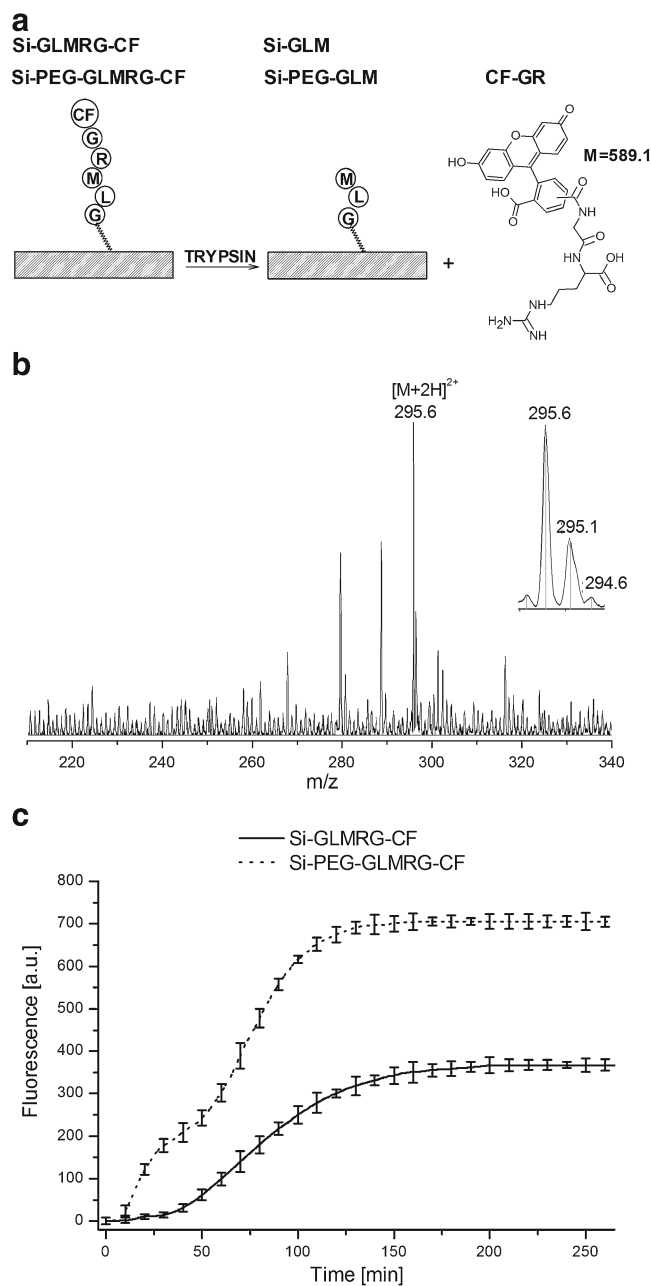 a
Si-GLMRG-CF Si-GLM
Si-PEG-GLMRG-CF Si-PEG-GLM CF-GR
CF
G
R
M
L
G
M
L
G
TRYPSIN
+
M=589.1
O
O
HO
HO
O
O
NH
O
HN
OH
O
NH
H₂N
NH
b
[M+2H]²⁺
295.6
295.6
295.1
294.6
220 240 260 280 300 320 340
m/z
c
Si-GLMRG-CF
Si-PEG-GLMRG-CF
800
700
600
500
400
300
200
100
0
Fluorescence [a.u.]
0 50 100 150 200 250
Time [min]